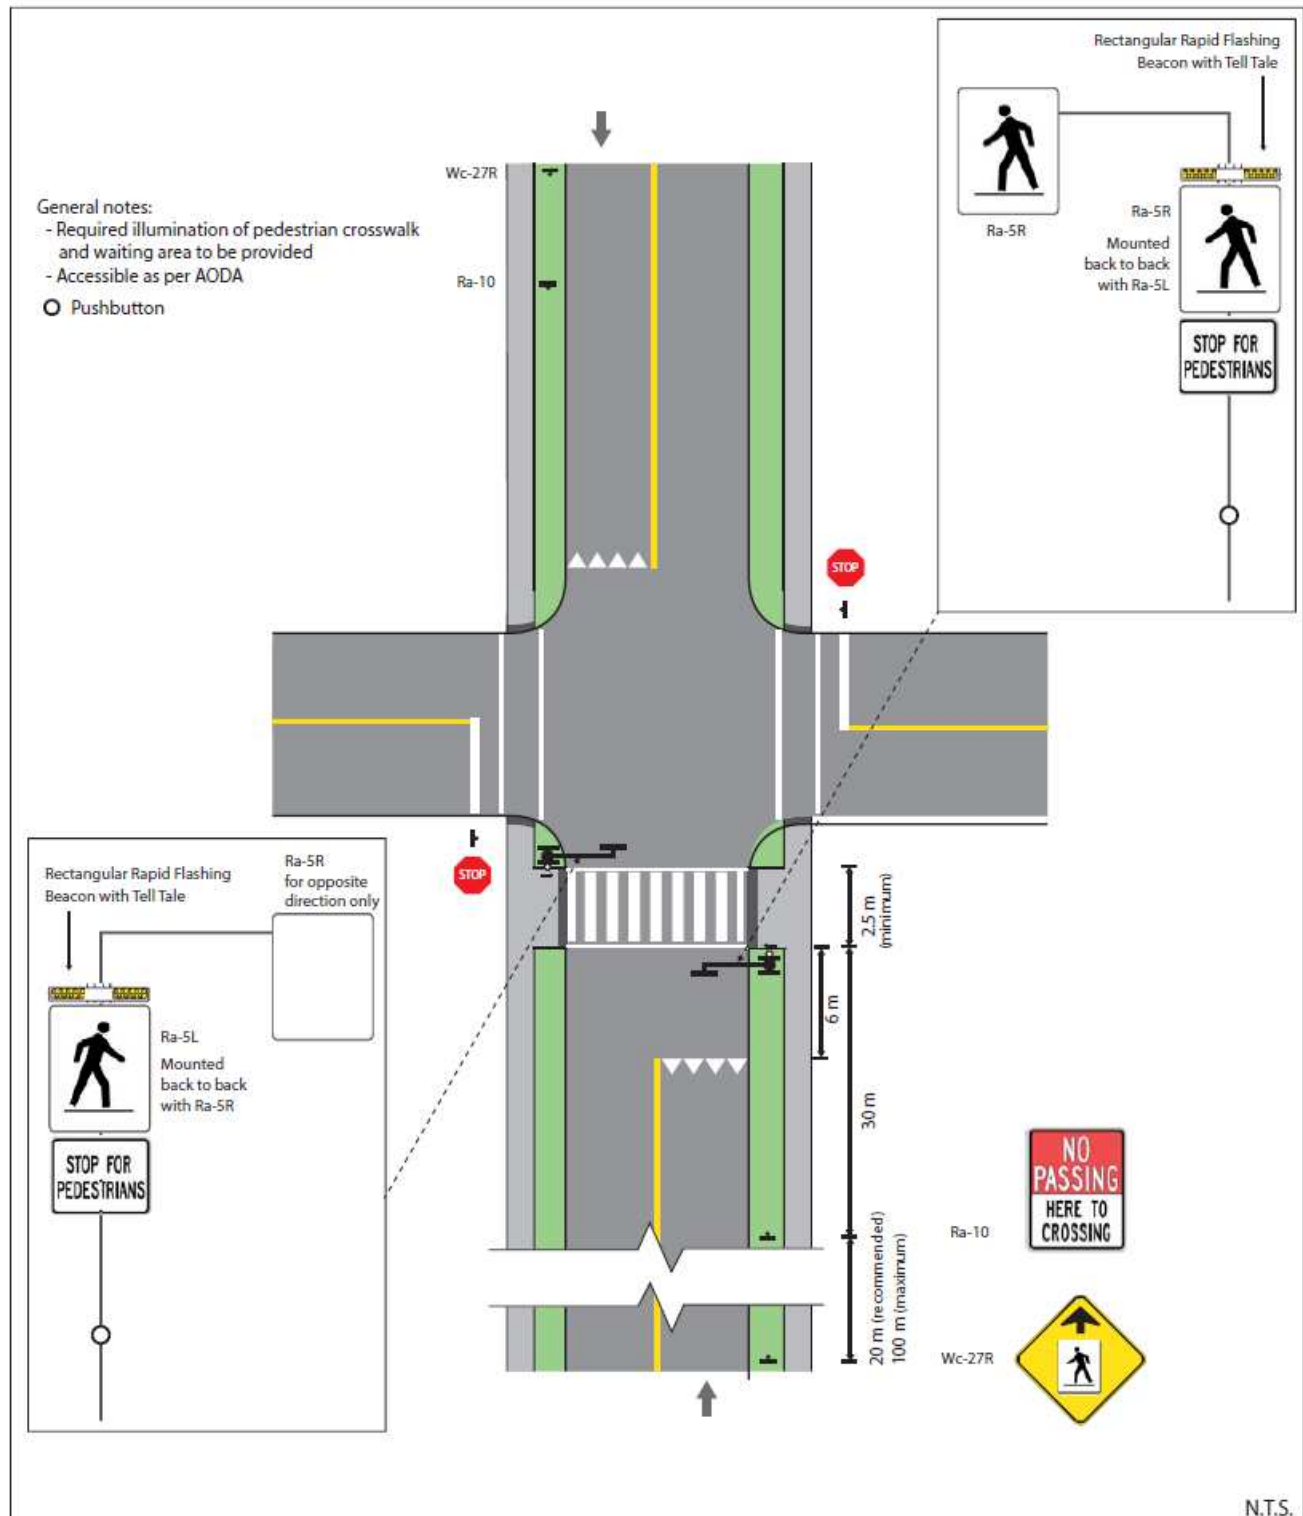 Rectangular Rapid Flashing
Beacon with Tell Tale
Ra-5R
Ra-5R
Mounted
back to back
with Ra-5L
STOP FOR
PEDESTRIANS
Wc-27R
General notes:
- Required illumination of pedestrian crosswalk
and waiting area to be provided
- Accessible as per AODA
Pushbutton
Ra-10
STOP
STOP
Rectangular Rapid Flashing
Beacon with Tell Tale
Ra-5R
for opposite
direction only
Ra-5L
Mounted
back to back
with Ra-5R
STOP FOR
PEDESTRIANS
2.5 m
(minimum)
6 m
30 m
20 m (recommended)
100 m (maximum)
Ra-10
NO
PASSING
HERE TO
CROSSING
Wc-27R
N.T.S.